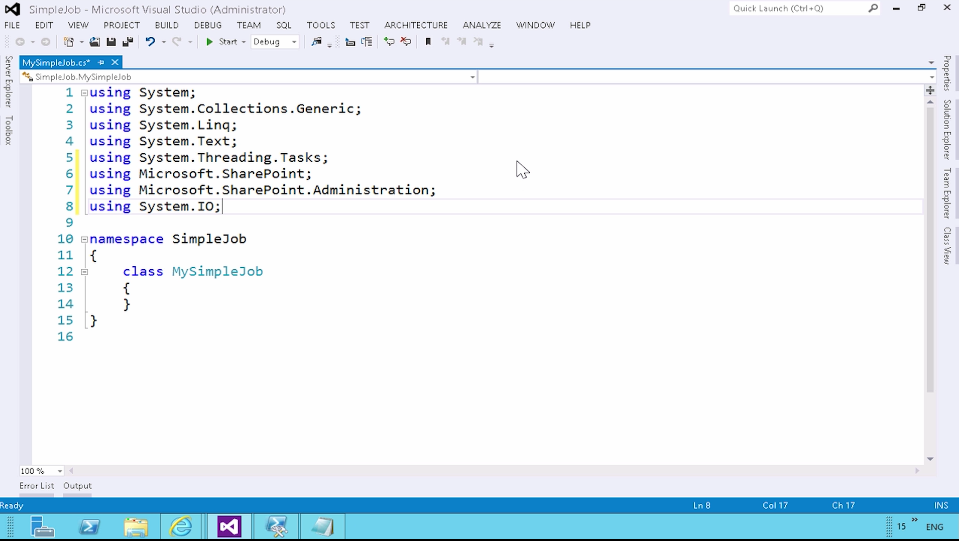 SimpleJob - Microsoft Visual Studio (Administrator)
Quick Launch (Ctrl+Q)
FILE EDIT VIEW PROJECT BUILD DEBUG TEAM SQL TOOLS TEST ARCHITECTURE ANALYZE WINDOW HELP
Start Debug
MySimpleJob.cs*
SimpleJob.MySimpleJob
Server Explorer
Toolbox
1 using System;
2 using System.Collections.Generic;
3 using System.Linq;
4 using System.Text;
5 using System.Threading.Tasks;
6 using Microsoft.SharePoint;
7 using Microsoft.SharePoint.Administration;
8 using System.IO;
9
10 namespace SimpleJob
11 {
12 class MySimpleJob
13 {
14 }
15 }
16
Properties
Solution Explorer
Team Explorer
Class View
100 %
Error List Output
Ready Ln 8 Col 17 Ch 17 INS
15 ENG